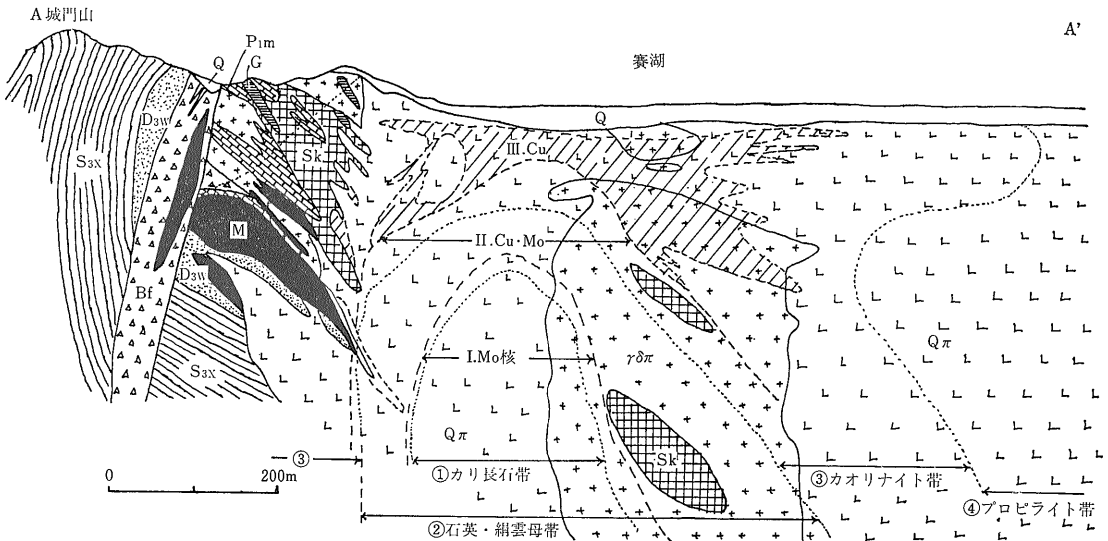 A 城門山
A'
賽湖
P₁m
Q
G
D₃w
S₃x
Sk
Q
III.Cu
M
II.Cu・Mo
D₃w
Bf
S₃x
I.Mo核
γδπ
Qπ
Qπ
Sk
③
①カリ長石帯
③カオリナイト帯
0 200m
②石英・絹雲母帯
④プロピライト帯